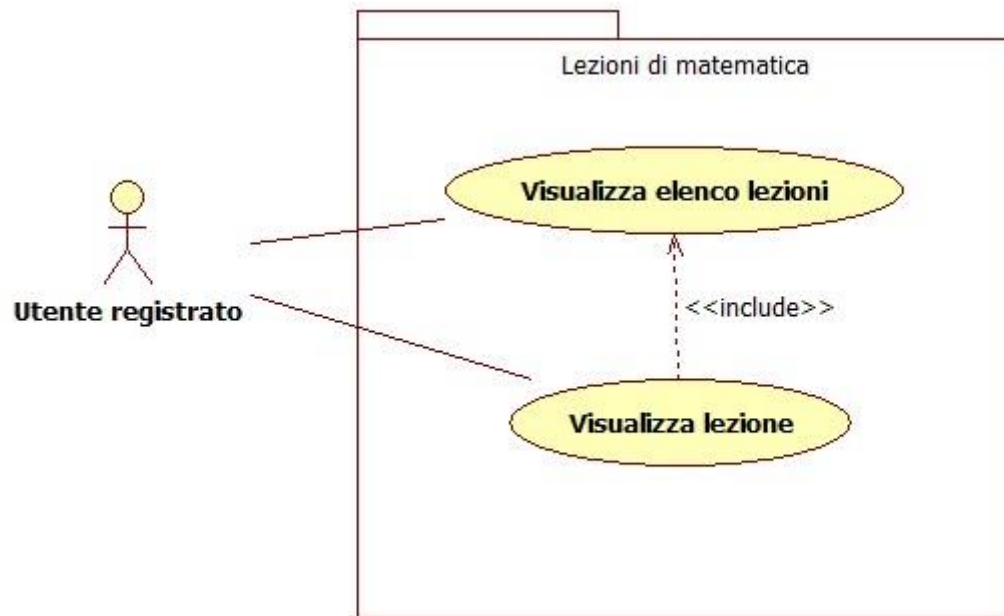 Lezioni di matematica
Visualizza elenco lezioni
Utente registrato
<<include>>
Visualizza lezione